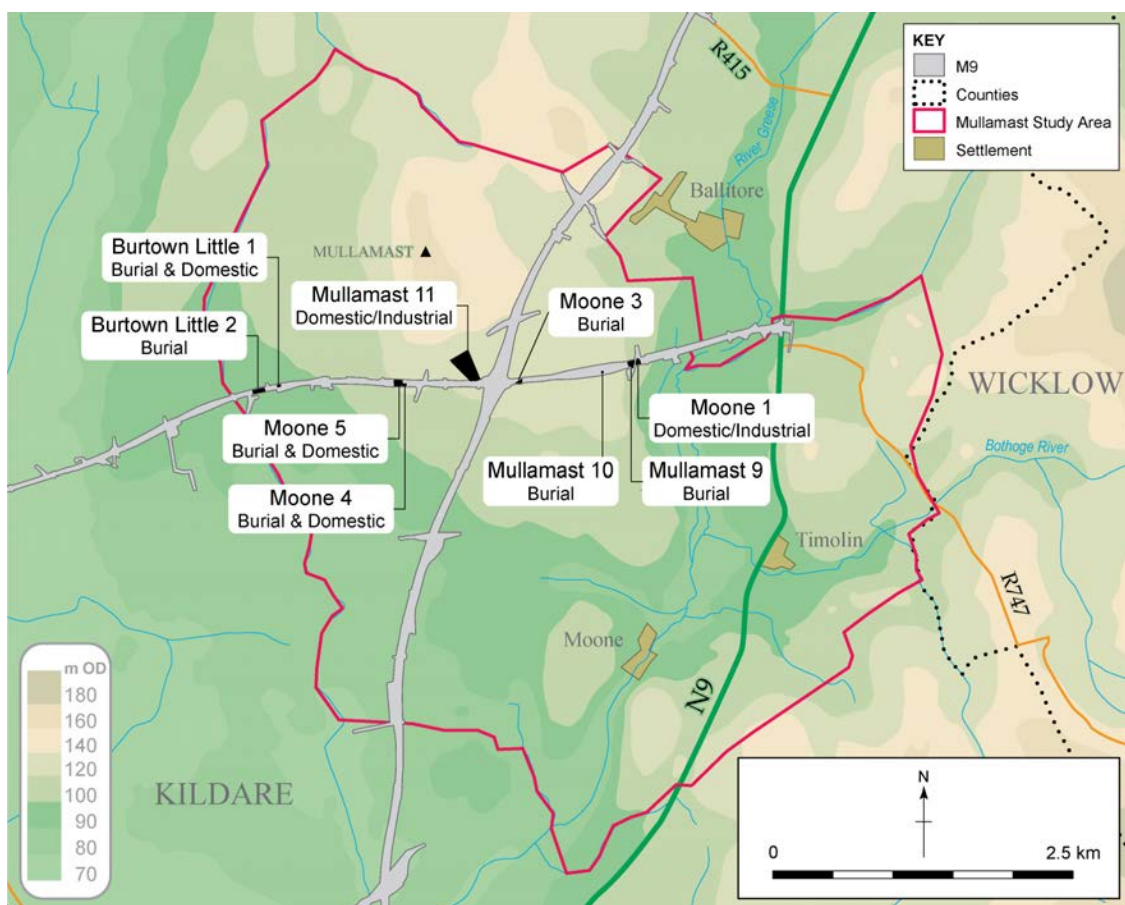 R415
KEY
M9
Counties
Mullamast Study Area
Settlement
River Greese
Ballitore
Burtown Little 1
Burial & Domestic
MULLAMAST
Mullamast 11
Domestic/Industrial
Moone 3
Burial
Burtown Little 2
Burial
WICKLOW
Moone 5
Burial & Domestic
Moone 1
Domestic/Industrial
Bothoge River
Mullamast 10
Burial
Mullamast 9
Burial
Moone 4
Burial & Domestic
Timolin
R747
Moone
N9
m OD
180
160
140
120
100
90
80
70
KILDARE
N
0
2.5 km